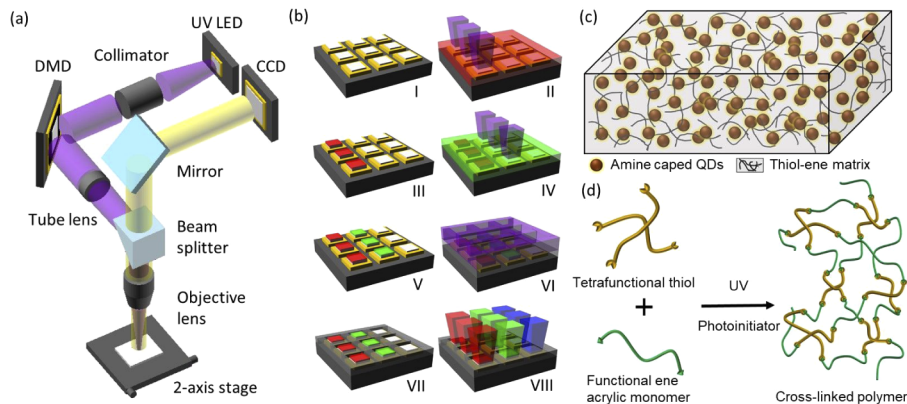 (a)
UV LED
Collimator
CCD
DMD
Mirror
Tube lens
Beam
splitter
Objective
lens
2-axis stage
(b)
I
II
III
IV
V
VI
VII
VIII
(c)
Amine caped QDs
Thiol-ene matrix
(d)
Tetrafunctional thiol
+
UV
Photoinitiator
Functional ene
acrylic monomer
Cross-linked polymer